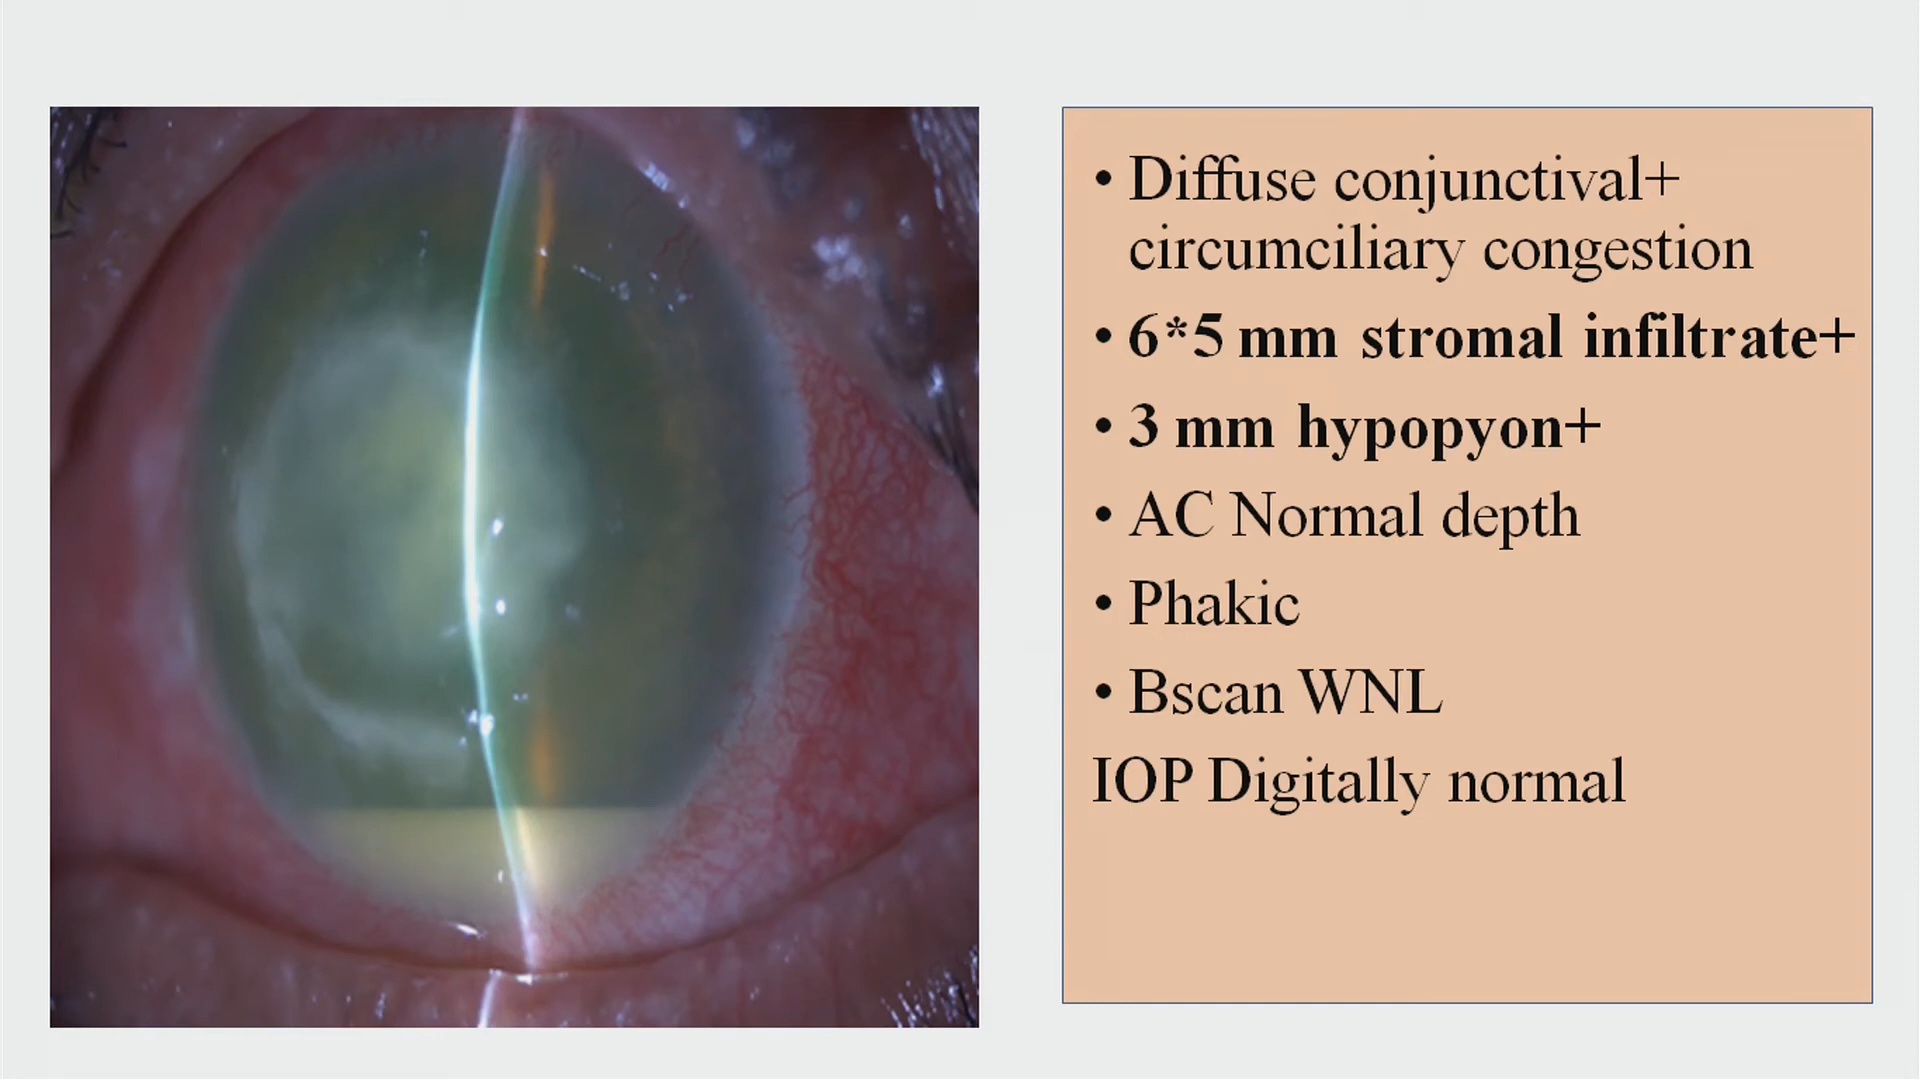 • Diffuse conjunctival+
circumciliary congestion
• 6*5 mm stromal infiltrate+
• 3 mm hypopyon+
• AC Normal depth
• Phakic
• Bscan WNL
IOP Digitally normal